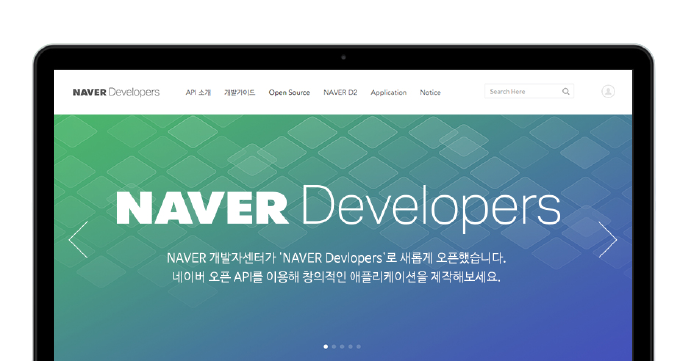 NAVER Developers
API 소개 개발가이드 Open Source NAVER D2 Application Notice
Search Here
NAVER Developers
NAVER 개발자센터가 'NAVER Devlopers'로 새롭게 오픈했습니다.
네이버 오픈 API를 이용해 창의적인 애플리케이션을 제작해보세요.